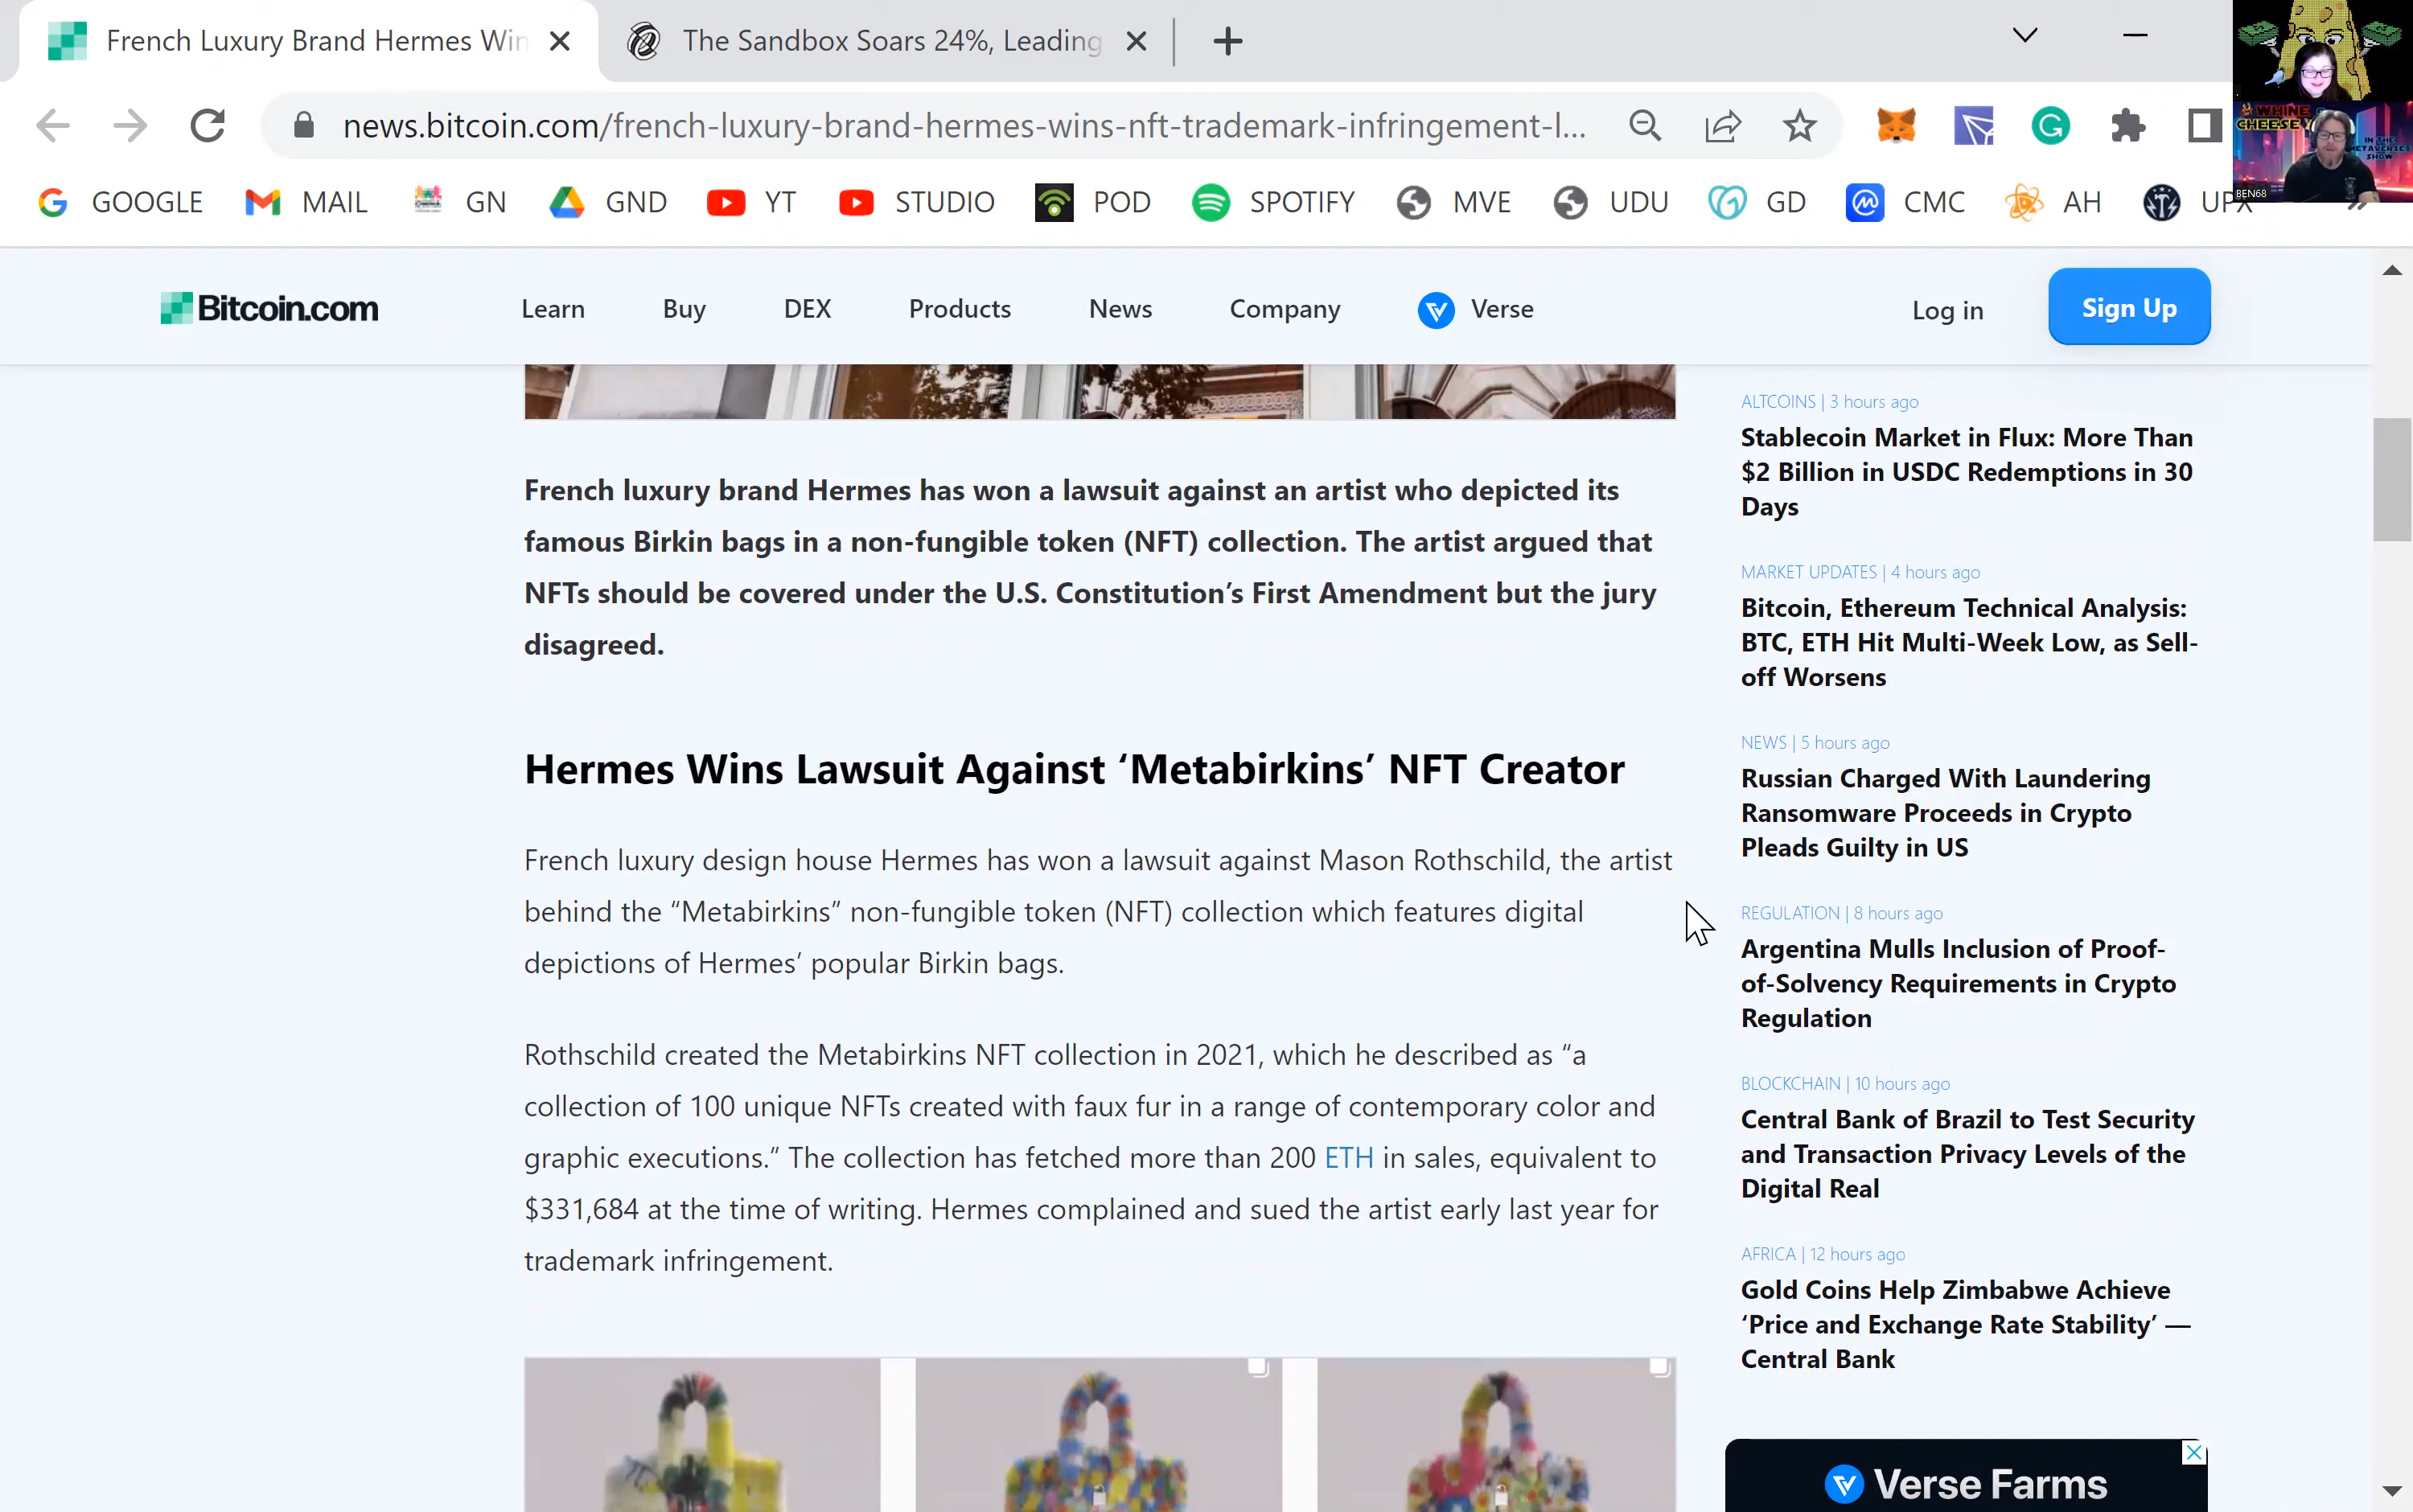 French Luxury Brand Hermes Win
The Sandbox Soars 24%, Leading
news.bitcoin.com/french-luxury-brand-hermes-wins-nft-trademark-infringement-l...
GOOGLE MAIL GN GND YT STUDIO POD SPOTIFY MVE UDU GD CMC AH UPX »
WHINE
CHEESE
IN THE
METAVERSES
SHOW
BEN68
Bitcoin.com Learn Buy DEX Products News Company Verse Log in Sign Up
French luxury brand Hermes has won a lawsuit against an artist who depicted its
famous Birkin bags in a non-fungible token (NFT) collection. The artist argued that
NFTs should be covered under the U.S. Constitution’s First Amendment but the jury
disagreed.
Hermes Wins Lawsuit Against ‘Metabirkins’ NFT Creator
French luxury design house Hermes has won a lawsuit against Mason Rothschild, the artist
behind the “Metabirkins” non-fungible token (NFT) collection which features digital
depictions of Hermes’ popular Birkin bags.
Rothschild created the Metabirkins NFT collection in 2021, which he described as “a
collection of 100 unique NFTs created with faux fur in a range of contemporary color and
graphic executions.” The collection has fetched more than 200 ETH in sales, equivalent to
$331,684 at the time of writing. Hermes complained and sued the artist early last year for
trademark infringement.
ALTCOINS | 3 hours ago
Stablecoin Market in Flux: More Than
$2 Billion in USDC Redemptions in 30
Days
MARKET UPDATES | 4 hours ago
Bitcoin, Ethereum Technical Analysis:
BTC, ETH Hit Multi-Week Low, as Sell-
off Worsens
NEWS | 5 hours ago
Russian Charged With Laundering
Ransomware Proceeds in Crypto
Pleads Guilty in US
REGULATION | 8 hours ago
Argentina Mulls Inclusion of Proof-
of-Solvency Requirements in Crypto
Regulation
BLOCKCHAIN | 10 hours ago
Central Bank of Brazil to Test Security
and Transaction Privacy Levels of the
Digital Real
AFRICA | 12 hours ago
Gold Coins Help Zimbabwe Achieve
‘Price and Exchange Rate Stability’ —
Central Bank
Verse Farms